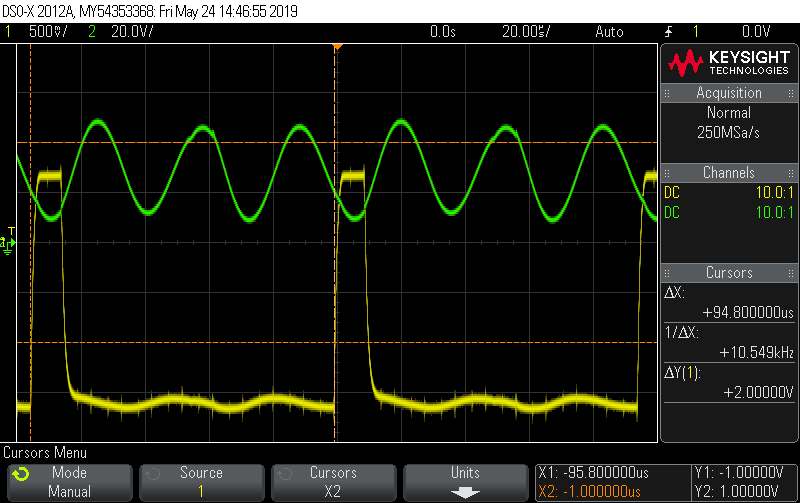 DSO-X 2012A, MY54353368: Fri May 24 14:46:55 2019
1 500mV/ 2 20.0V/ 0.0s 20.00us/ Auto 1 0.0V
KEYSIGHT
TECHNOLOGIES
Acquisition
Normal
250MSa/s
Channels
DC 10.0:1
DC 10.0:1
Cursors
ΔX:
+94.800000us
1/ΔX:
+10.549kHz
ΔY(1):
+2.00000V
T
2
Cursors Menu
Mode
Manual
Source
1
Cursors
X2
Units
X1: -95.800000us
X2: -1.000000us
Y1: -1.00000V
Y2: 1.00000V